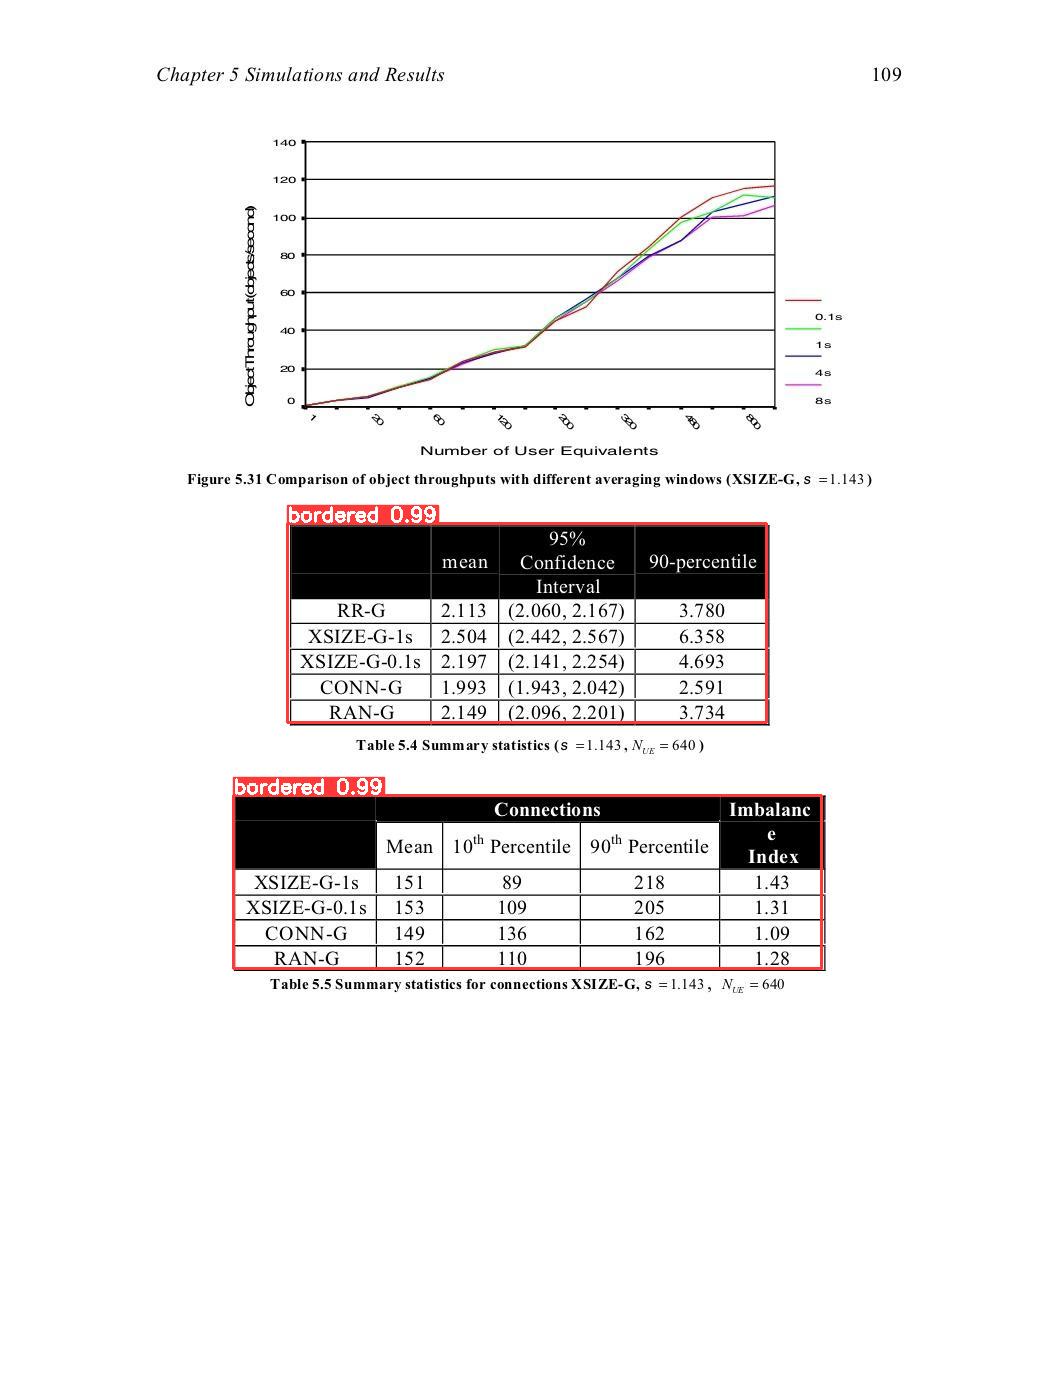 Chapter 5 Simulations and Results 109
140
120
100
80
60
40
20
0
Object Throughput (objects/second)
1 20 60 120 200 320 480 800
Number of User Equivalents
0.1s
1s
4s
8s
Figure 5.31 Comparison of object throughputs with different averaging windows (XSIZE-G, s =1.143)
bordered 0.99
mean 95% Confidence Interval 90-percentile
RR-G 2.113 (2.060, 2.167) 3.780
XSIZE-G-1s 2.504 (2.442, 2.567) 6.358
XSIZE-G-0.1s 2.197 (2.141, 2.254) 4.693
CONN-G 1.993 (1.943, 2.042) 2.591
RAN-G 2.149 (2.096, 2.201) 3.734
Table 5.4 Summary statistics (s =1.143, N_UE = 640)
bordered 0.99
Connections Imbalance Index
Mean 10th Percentile 90th Percentile
XSIZE-G-1s 151 89 218 1.43
XSIZE-G-0.1s 153 109 205 1.31
CONN-G 149 136 162 1.09
RAN-G 152 110 196 1.28
Table 5.5 Summary statistics for connections XSIZE-G, s =1.143, N_UE = 640